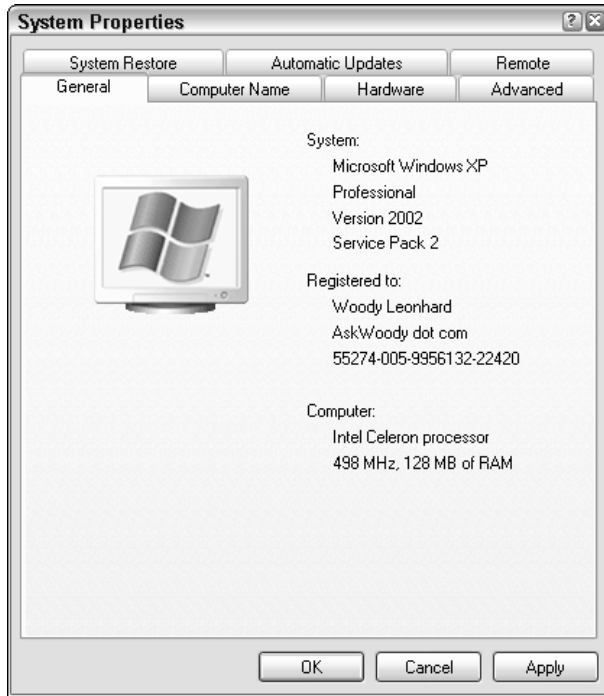 System Properties
System Restore
Automatic Updates
Remote
General
Computer Name
Hardware
Advanced
System:
Microsoft Windows XP
Professional
Version 2002
Service Pack 2
Registered to:
Woody Leonhard
AskWoody dot com
55274-005-9956132-22420
Computer:
Intel Celeron processor
498 MHz, 128 MB of RAM
OK
Cancel
Apply